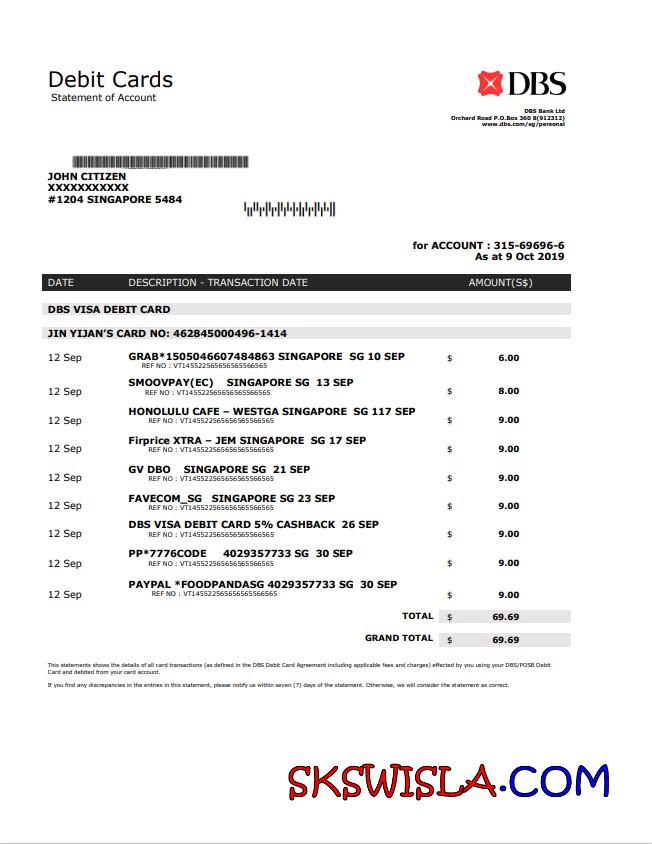 Debit Cards
Statement of Account
DBS
DBS Bank Ltd
Orchard Road P.O.Box 360 8(912312)
www.dbs.com/sg/personal
JOHN CITIZEN
XXXXXXXXXXX
#1204 SINGAPORE 5484
for ACCOUNT : 315-69696-6
As at 9 Oct 2019
DATE DESCRIPTION - TRANSACTION DATE AMOUNT(S$)
DBS VISA DEBIT CARD
JIN YIJAN’S CARD NO: 462845000496-1414
12 Sep GRAB*1505046607484863 SINGAPORE SG 10 SEP $ 6.00
REF NO : VT145522565656565566565
12 Sep SMOOVPAY(EC) SINGAPORE SG 13 SEP $ 8.00
REF NO : VT145522565656565566565
12 Sep HONOLULU CAFE – WESTGA SINGAPORE SG 117 SEP $ 9.00
REF NO : VT145522565656565566565
12 Sep Firprice XTRA – JEM SINGAPORE SG 17 SEP $ 9.00
REF NO : VT145522565656565566565
12 Sep GV DBO SINGAPORE SG 21 SEP $ 9.00
REF NO : VT145522565656565566565
12 Sep FAVECOM_SG SINGAPORE SG 23 SEP $ 9.00
REF NO : VT145522565656565566565
12 Sep DBS VISA DEBIT CARD 5% CASHBACK 26 SEP $ 9.00
REF NO : VT145522565656565566565
12 Sep PP*7776CODE 4029357733 SG 30 SEP $ 9.00
REF NO : VT145522565656565566565
12 Sep PAYPAL *FOODPANDASG 4029357733 SG 30 SEP $ 9.00
REF NO : VT145522565656565566565
TOTAL $ 69.69
GRAND TOTAL $ 69.69
This statements shows the details of all card transactions (as defined in the DBS Debit Card Agreement including applicable fees and charges) effected by you using your DBS/POSB Debit
Card and debited from your card account.
If you find any discrepancies in the entries in this statement, please notify us within seven (7) days of the statement. Otherwise, we will consider the statement as correct.
SKSWISLA.COM